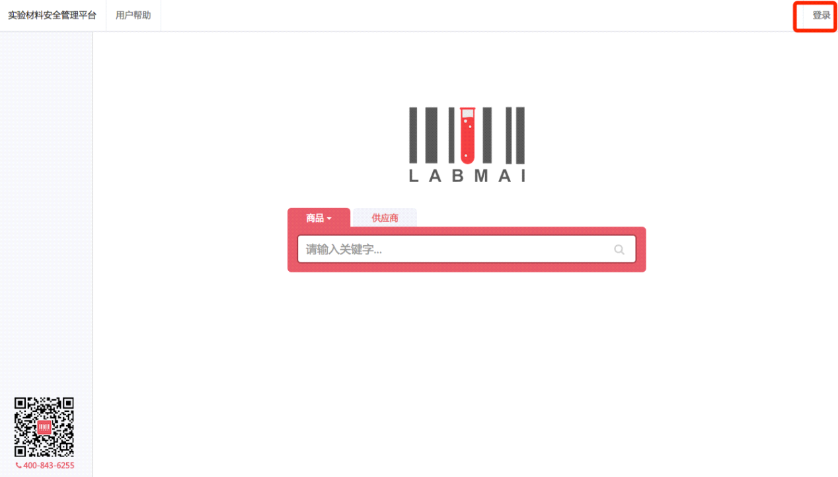 实验材料安全管理平台
用户帮助
登录
LABMAI
商品
供应商
请输入关键字...
400-843-6255